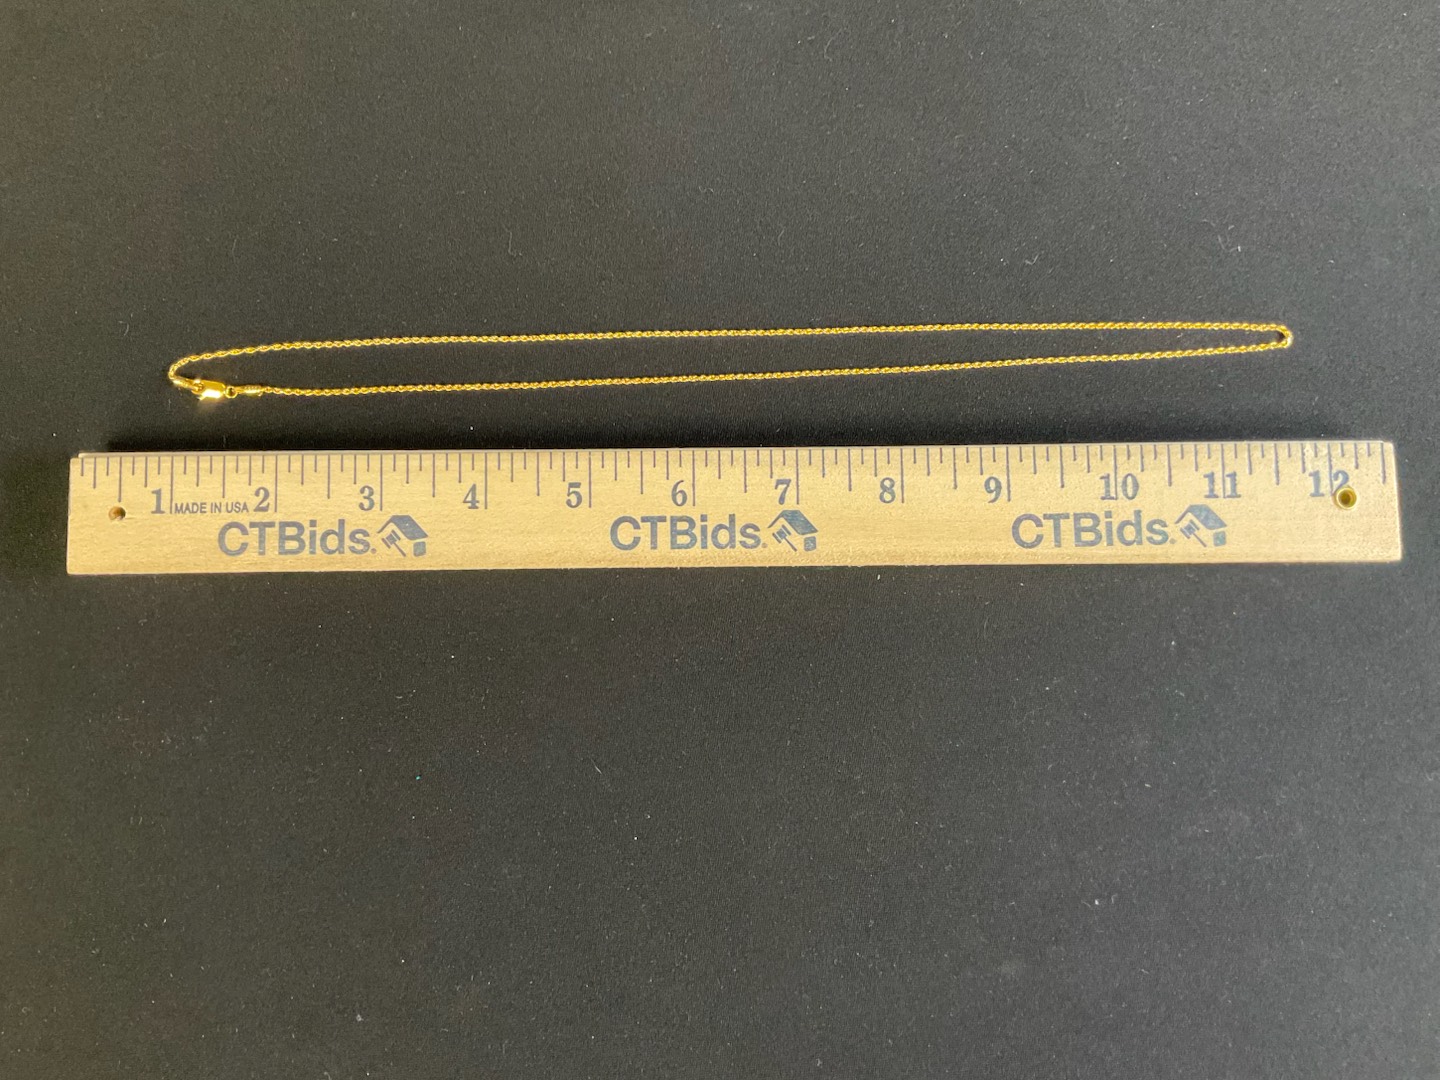 1 2 3 4 5 6 7 8 9 10 11 12
MADE IN USA
CTBids. CTBids. CTBids.